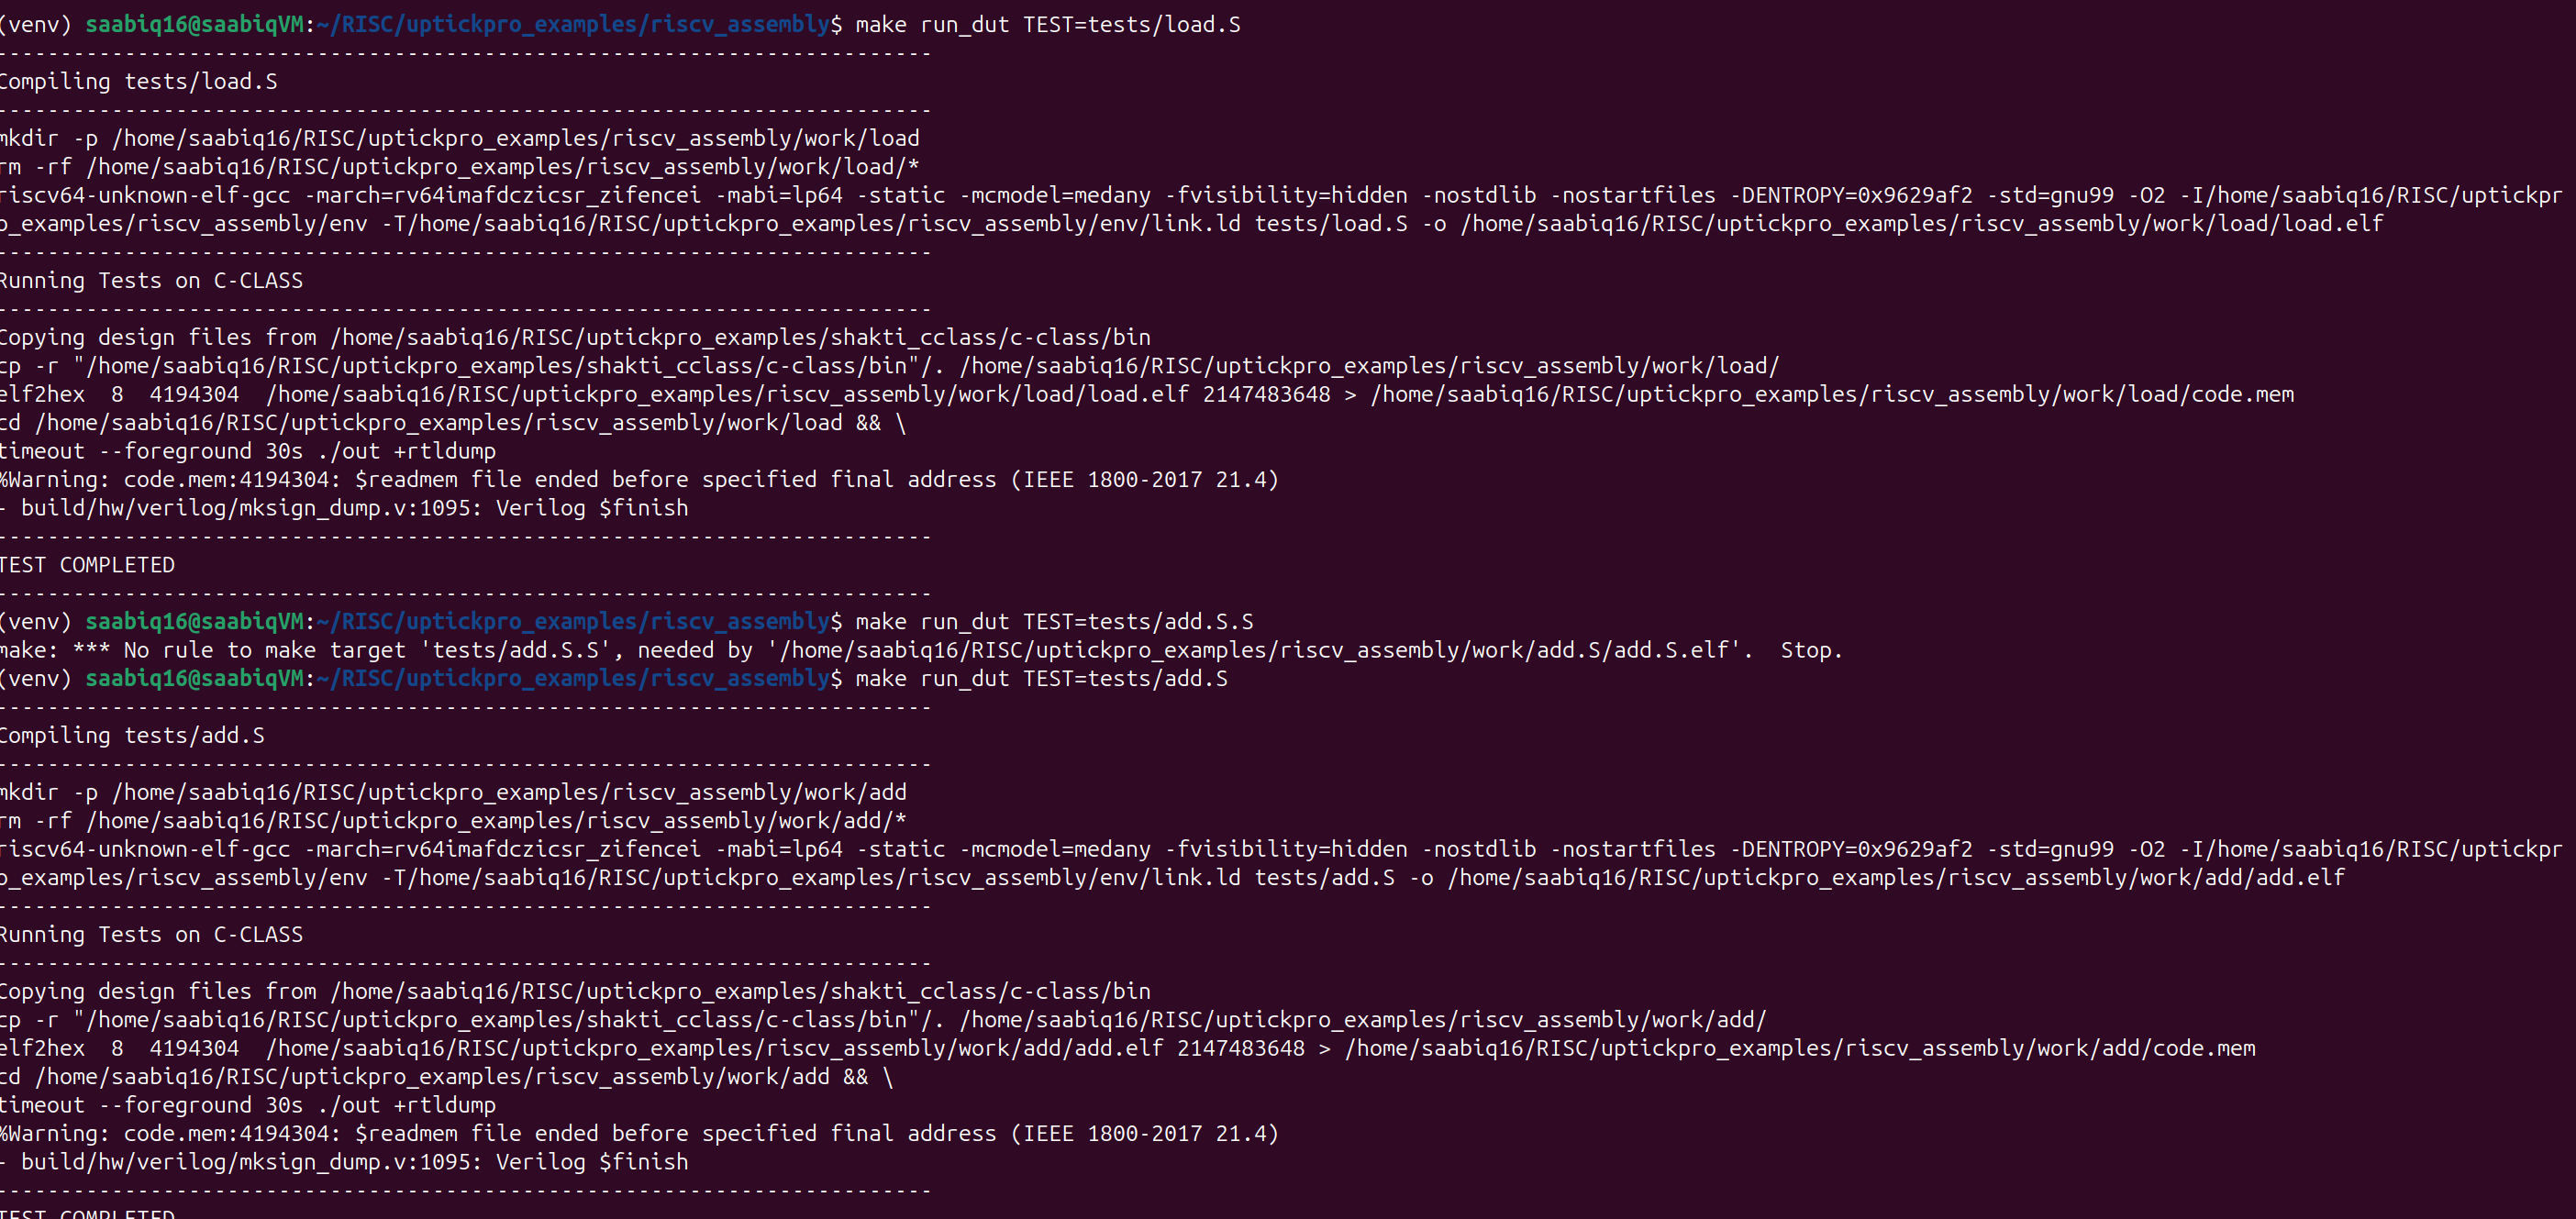 (venv) saabiq16@saabiqVM:~/RISC/uptickpro_examples/riscv_assembly$ make run_dut TEST=tests/load.S
-------------------------------------------------------------------------
Compiling tests/load.S
-------------------------------------------------------------------------
mkdir -p /home/saabiq16/RISC/uptickpro_examples/riscv_assembly/work/load
rm -rf /home/saabiq16/RISC/uptickpro_examples/riscv_assembly/work/load/*
riscv64-unknown-elf-gcc -march=rv64imafdczicsr_zifencei -mabi=lp64 -static -mcmodel=medany -fvisibility=hidden -nostdlib -nostartfiles -DENTROPY=0x9629af2 -std=gnu99 -O2 -I/home/saabiq16/RISC/uptickpr
o_examples/riscv_assembly/env -T/home/saabiq16/RISC/uptickpro_examples/riscv_assembly/env/link.ld tests/load.S -o /home/saabiq16/RISC/uptickpro_examples/riscv_assembly/work/load/load.elf
-------------------------------------------------------------------------
Running Tests on C-CLASS
-------------------------------------------------------------------------
Copying design files from /home/saabiq16/RISC/uptickpro_examples/shakti_cclass/c-class/bin
cp -r "/home/saabiq16/RISC/uptickpro_examples/shakti_cclass/c-class/bin"/. /home/saabiq16/RISC/uptickpro_examples/riscv_assembly/work/load/
elf2hex  8  4194304  /home/saabiq16/RISC/uptickpro_examples/riscv_assembly/work/load/load.elf 2147483648 > /home/saabiq16/RISC/uptickpro_examples/riscv_assembly/work/load/code.mem
cd /home/saabiq16/RISC/uptickpro_examples/riscv_assembly/work/load && \
timeout --foreground 30s ./out +rtldump
%Warning: code.mem:4194304: $readmem file ended before specified final address (IEEE 1800-2017 21.4)
- build/hw/verilog/mksign_dump.v:1095: Verilog $finish
-------------------------------------------------------------------------
TEST COMPLETED
-------------------------------------------------------------------------
(venv) saabiq16@saabiqVM:~/RISC/uptickpro_examples/riscv_assembly$ make run_dut TEST=tests/add.S.S
make: *** No rule to make target 'tests/add.S.S', needed by '/home/saabiq16/RISC/uptickpro_examples/riscv_assembly/work/add.S/add.S.elf'.  Stop.
(venv) saabiq16@saabiqVM:~/RISC/uptickpro_examples/riscv_assembly$ make run_dut TEST=tests/add.S
-------------------------------------------------------------------------
Compiling tests/add.S
-------------------------------------------------------------------------
mkdir -p /home/saabiq16/RISC/uptickpro_examples/riscv_assembly/work/add
rm -rf /home/saabiq16/RISC/uptickpro_examples/riscv_assembly/work/add/*
riscv64-unknown-elf-gcc -march=rv64imafdczicsr_zifencei -mabi=lp64 -static -mcmodel=medany -fvisibility=hidden -nostdlib -nostartfiles -DENTROPY=0x9629af2 -std=gnu99 -O2 -I/home/saabiq16/RISC/uptickpr
o_examples/riscv_assembly/env -T/home/saabiq16/RISC/uptickpro_examples/riscv_assembly/env/link.ld tests/add.S -o /home/saabiq16/RISC/uptickpro_examples/riscv_assembly/work/add/add.elf
-------------------------------------------------------------------------
Running Tests on C-CLASS
-------------------------------------------------------------------------
Copying design files from /home/saabiq16/RISC/uptickpro_examples/shakti_cclass/c-class/bin
cp -r "/home/saabiq16/RISC/uptickpro_examples/shakti_cclass/c-class/bin"/. /home/saabiq16/RISC/uptickpro_examples/riscv_assembly/work/add/
elf2hex  8  4194304  /home/saabiq16/RISC/uptickpro_examples/riscv_assembly/work/add/add.elf 2147483648 > /home/saabiq16/RISC/uptickpro_examples/riscv_assembly/work/add/code.mem
cd /home/saabiq16/RISC/uptickpro_examples/riscv_assembly/work/add && \
timeout --foreground 30s ./out +rtldump
%Warning: code.mem:4194304: $readmem file ended before specified final address (IEEE 1800-2017 21.4)
- build/hw/verilog/mksign_dump.v:1095: Verilog $finish
-------------------------------------------------------------------------
TEST COMPLETED